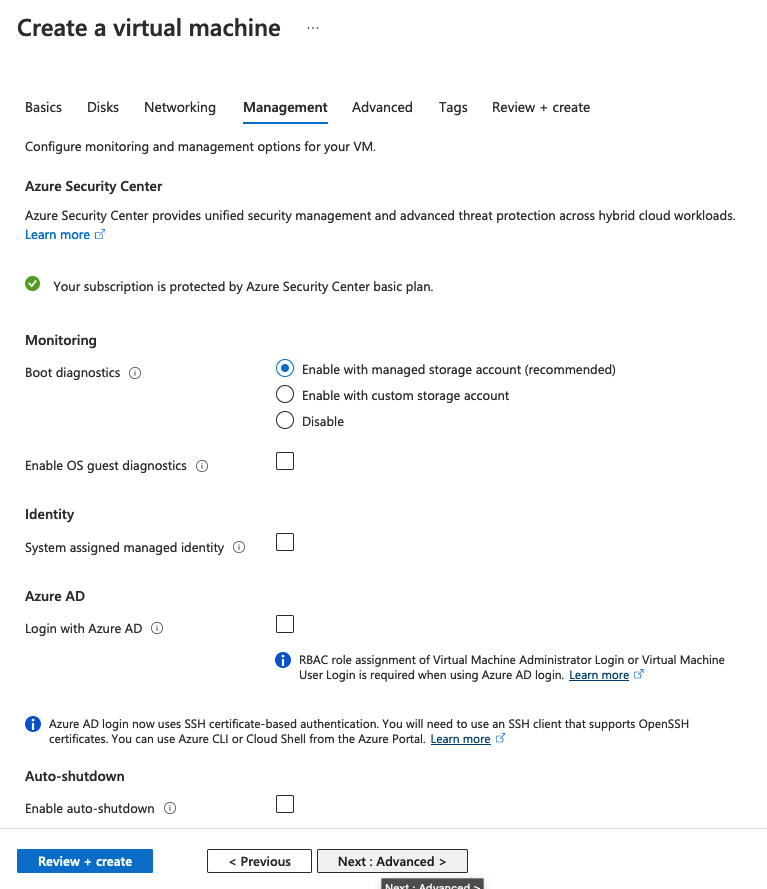 Create a virtual machine ...
Basics Disks Networking Management Advanced Tags Review + create
Configure monitoring and management options for your VM.
Azure Security Center
Azure Security Center provides unified security management and advanced threat protection across hybrid cloud workloads.
Learn more
Your subscription is protected by Azure Security Center basic plan.
Monitoring
Boot diagnostics
Enable with managed storage account (recommended)
Enable with custom storage account
Disable
Enable OS guest diagnostics
Identity
System assigned managed identity
Azure AD
Login with Azure AD
RBAC role assignment of Virtual Machine Administrator Login or Virtual Machine
User Login is required when using Azure AD login. Learn more
Azure AD login now uses SSH certificate-based authentication. You will need to use an SSH client that supports OpenSSH
certificates. You can use Azure CLI or Cloud Shell from the Azure Portal. Learn more
Auto-shutdown
Enable auto-shutdown
Review + create < Previous Next : Advanced >
Next : Advanced >